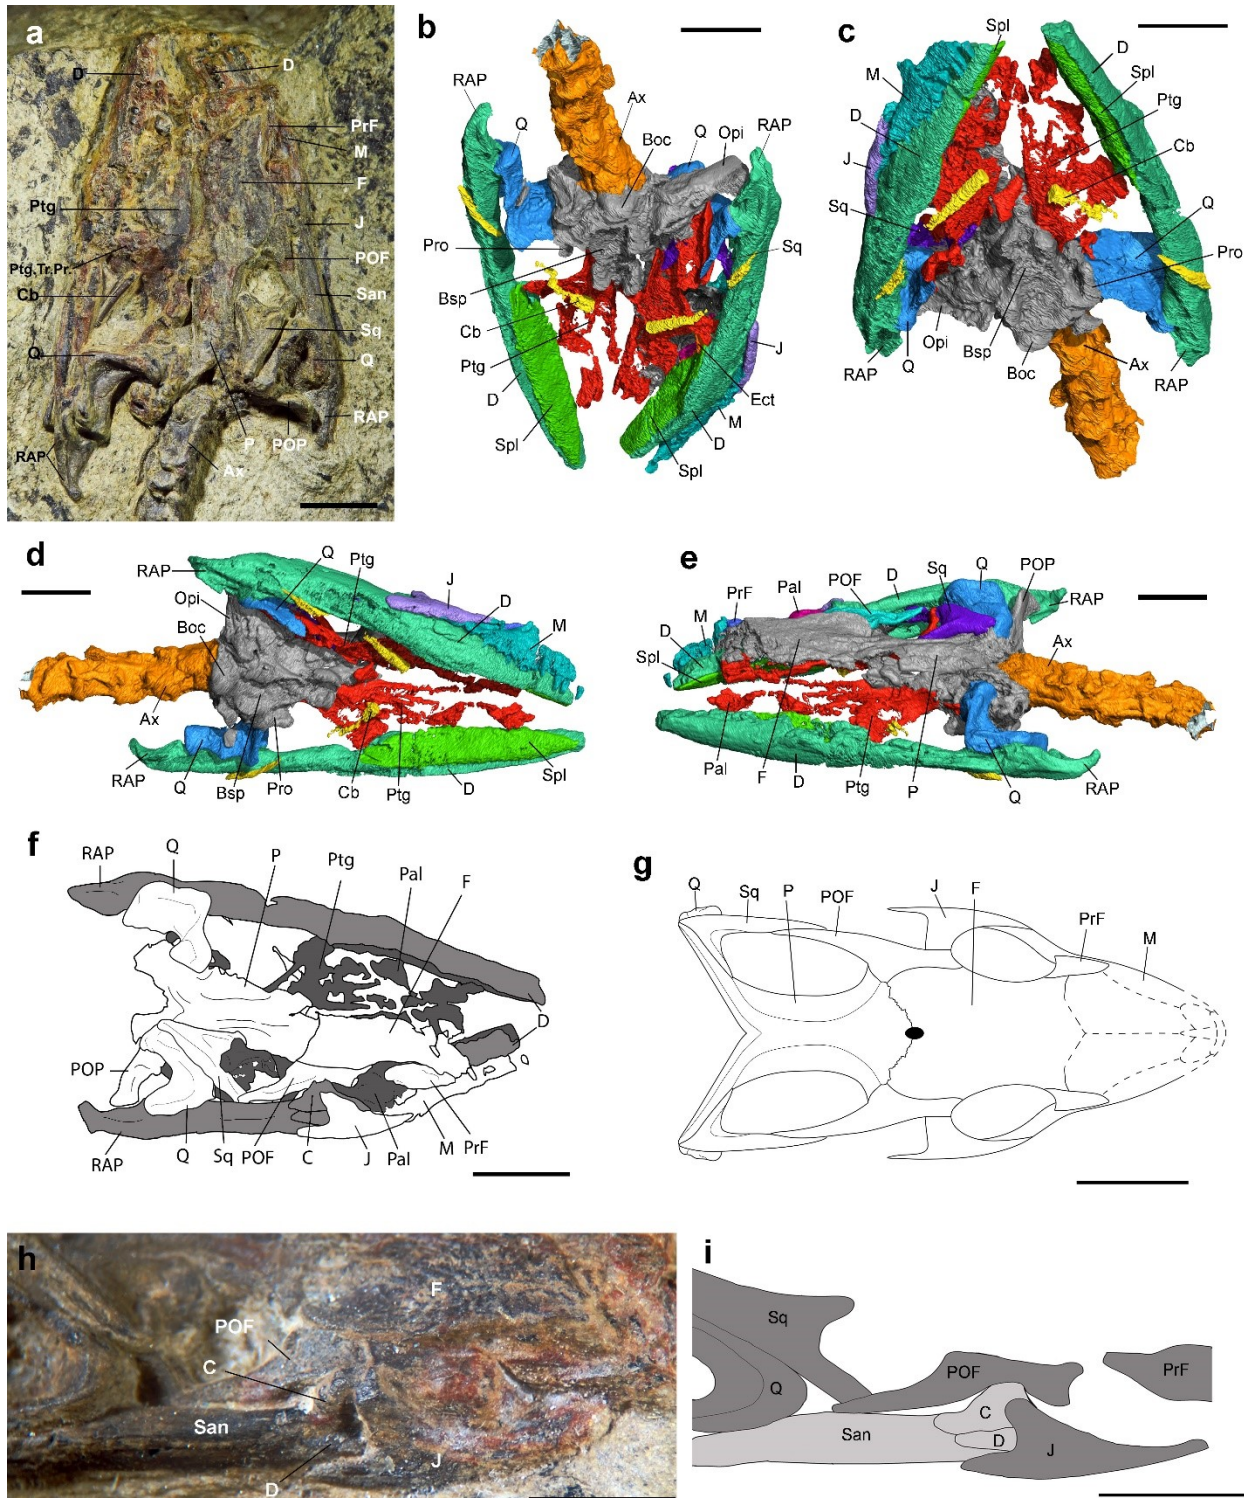 a
D
D
PrF
M
F
Ptg
J
Ptg.Tr.Pr.
POF
Cb
San
Sq
Q
Q
RAP
RAP
P
POP
Ax
b
RAP
Q
Ax
Boc
Q
Opi
RAP
Pro
Sq
Bsp
Cb
Ptg
J
D
Ect
M
Spl
D
Spl
c
Spl
D
M
Spl
Ptg
D
Cb
J
Sq
Q
Pro
Opi
Bsp
Q
Boc
Ax
RAP
RAP
d
Q
Ptg
RAP
J
Opi
D
Boc
M
Ax
RAP
Q
Bsp
Pro
Cb
Ptg
D
Spl
e
Q
Sq
POP
D
POF
Pal
PrF
RAP
M
D
Spl
Ax
Pal
F
D
Ptg
P
Q
RAP
f
RAP
Q
P
Ptg
Pal
F
D
POP
RAP
Q
Sq
POF
C
J
Pal
M
PrF
g
Q
Sq
P
POF
J
F
PrF
M
h
F
POF
C
San
D
J
i
Sq
POF
PrF
Q
C
San
D
J